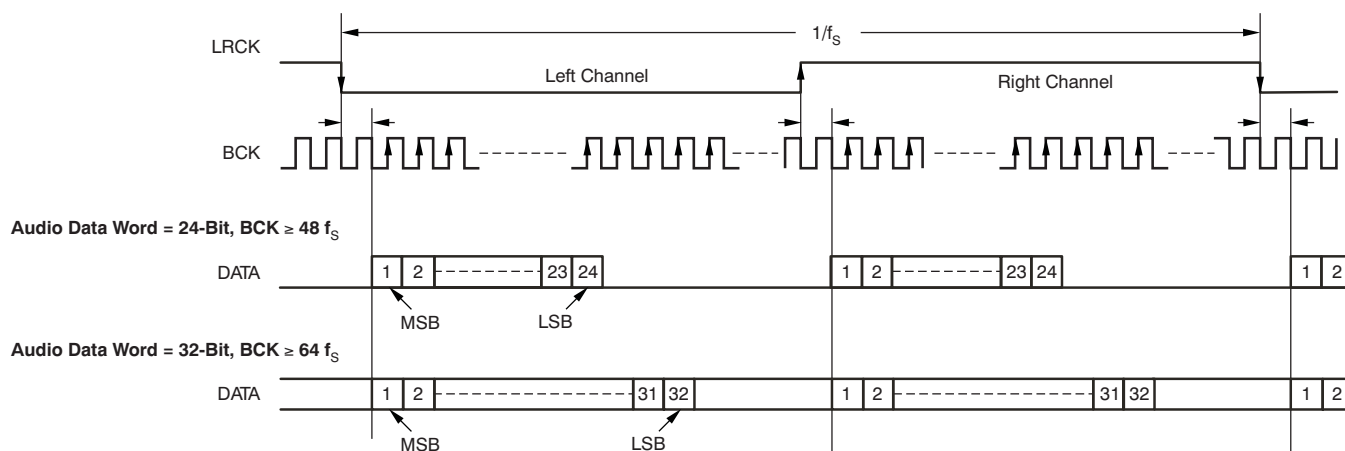 1/fS
LRCK
Left Channel
Right Channel
BCK
Audio Data Word = 24-Bit, BCK ≥ 48 fS
DATA
1 2 23 24
1 2 23 24
1 2
MSB
LSB
Audio Data Word = 32-Bit, BCK ≥ 64 fS
DATA
1 2 31 32
1 2 31 32
1 2
MSB
LSB